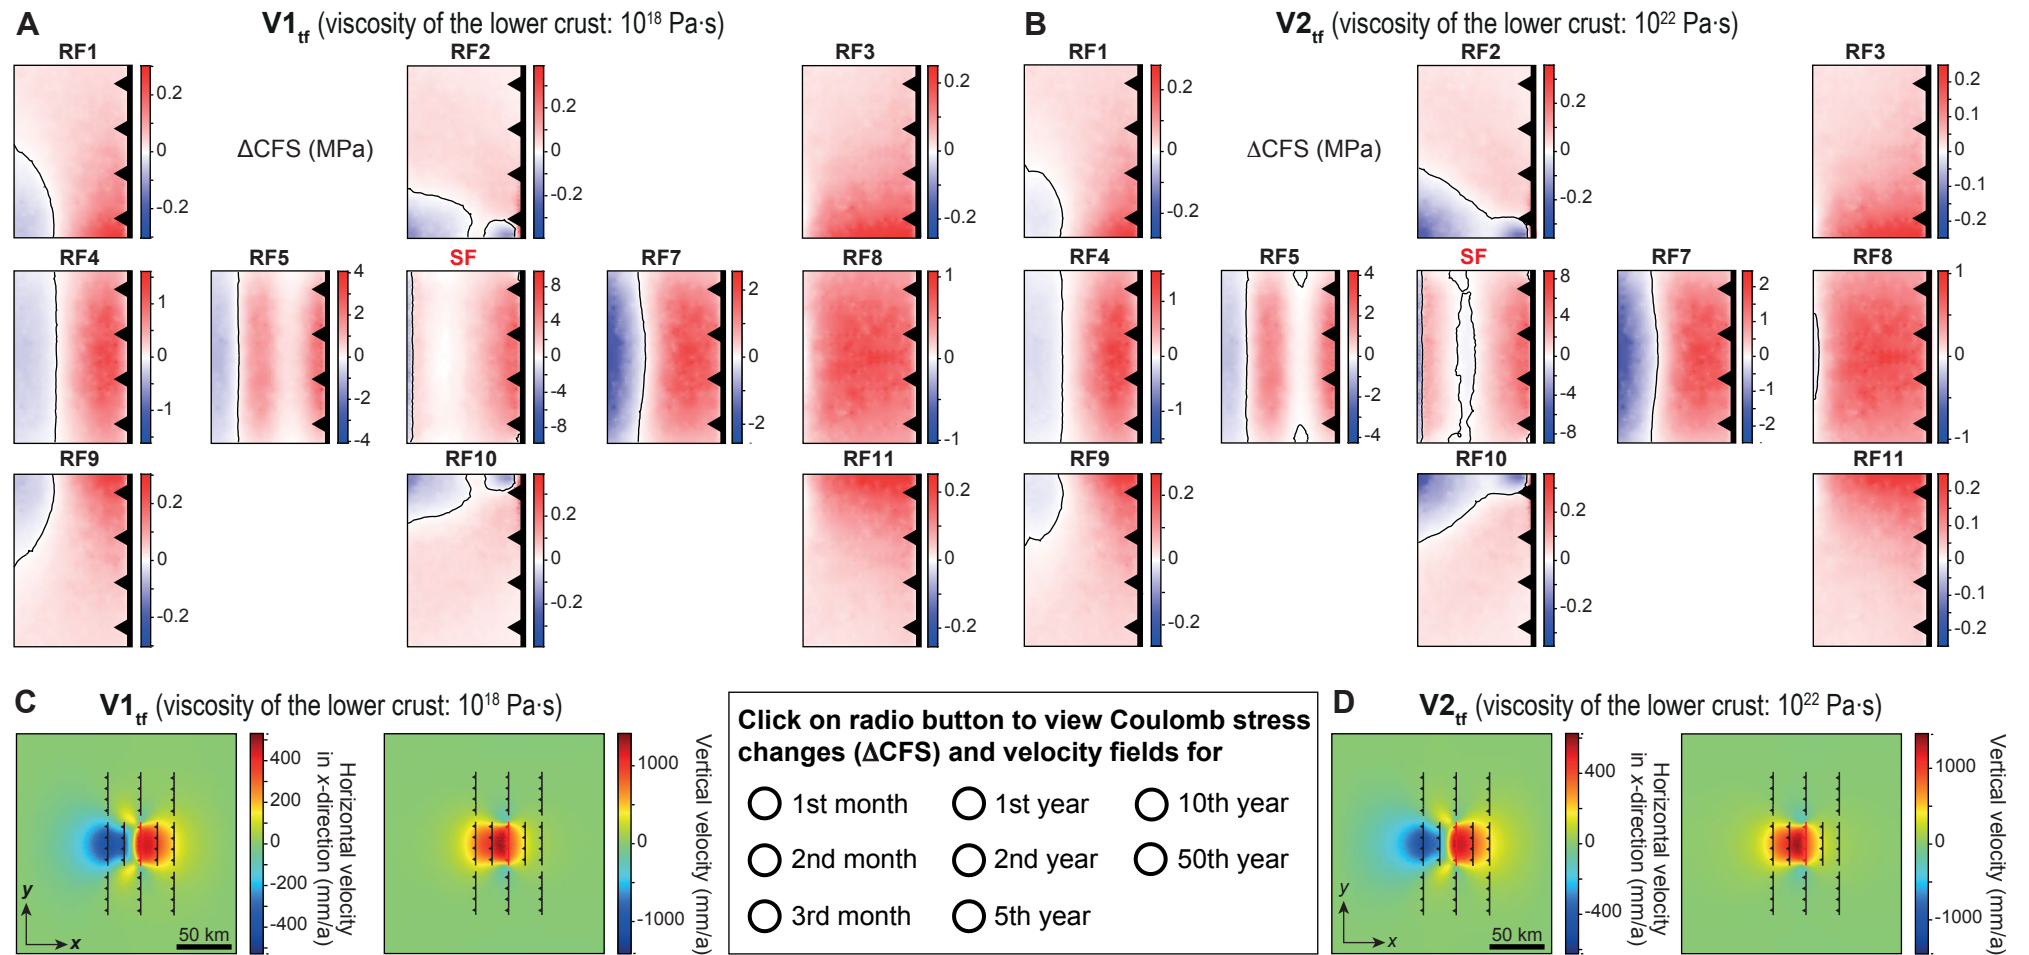 A
V1tf (viscosity of the lower crust: 10¹⁸ Pa·s)
RF1
RF2
RF3
0.2
0
-0.2
ΔCFS (MPa)
0.2
0
-0.2
0.2
0
-0.2
RF4
RF5
SF
RF7
RF8
1
0
-1
4
2
0
-2
-4
8
4
0
-4
-8
2
0
-2
1
0
-1
RF9
RF10
RF11
0.2
0
-0.2
0.2
0
-0.2
0.2
0
-0.2
B
V2tf (viscosity of the lower crust: 10²² Pa·s)
RF1
RF2
RF3
0.2
0
-0.2
ΔCFS (MPa)
0.2
0
-0.2
0.2
0.1
0
-0.1
-0.2
RF4
RF5
SF
RF7
RF8
1
0
-1
4
2
0
-2
-4
8
4
0
-4
-8
2
1
0
-1
-2
1
0
-1
RF9
RF10
RF11
0.2
0
-0.2
0.2
0
-0.2
0.2
0.1
0
-0.1
-0.2
C
V1tf (viscosity of the lower crust: 10¹⁸ Pa·s)
400
200
0
-200
-400
Horizontal velocity
in x-direction (mm/a)
y
x
50 km
1000
0
-1000
Vertical velocity (mm/a)
Click on radio button to view Coulomb stress
changes (ΔCFS) and velocity fields for
1st month
1st year
10th year
2nd month
2nd year
50th year
3rd month
5th year
D
V2tf (viscosity of the lower crust: 10²² Pa·s)
400
0
-400
Horizontal velocity
in x-direction (mm/a)
y
x
50 km
1000
0
-1000
Vertical velocity (mm/a)